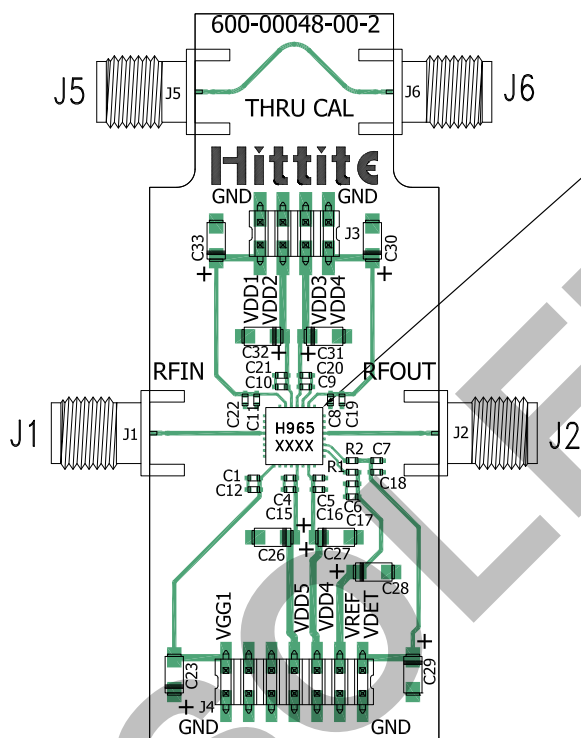 600-00048-00-2
J5
J5
J6
J6
THRU CAL
Hittite
GND
GND
C33
J3
C30
+
+
VDD1
VDD2
VDD3
VDD4
C32
+
+
C31
C21
C20
C10
C9
RFIN
RFOUT
C22
C11
C8
C19
J1
J1
H965
XXXX
J2
J2
R2
C7
R1
C18
C1
C12
C4
C15
C5
C16
C6
C17
+
+
C26
C27
+
C28
VGG1
VDD5
VDD4
VREF
VDET
+
C23
C29
+
J4
GND
GND